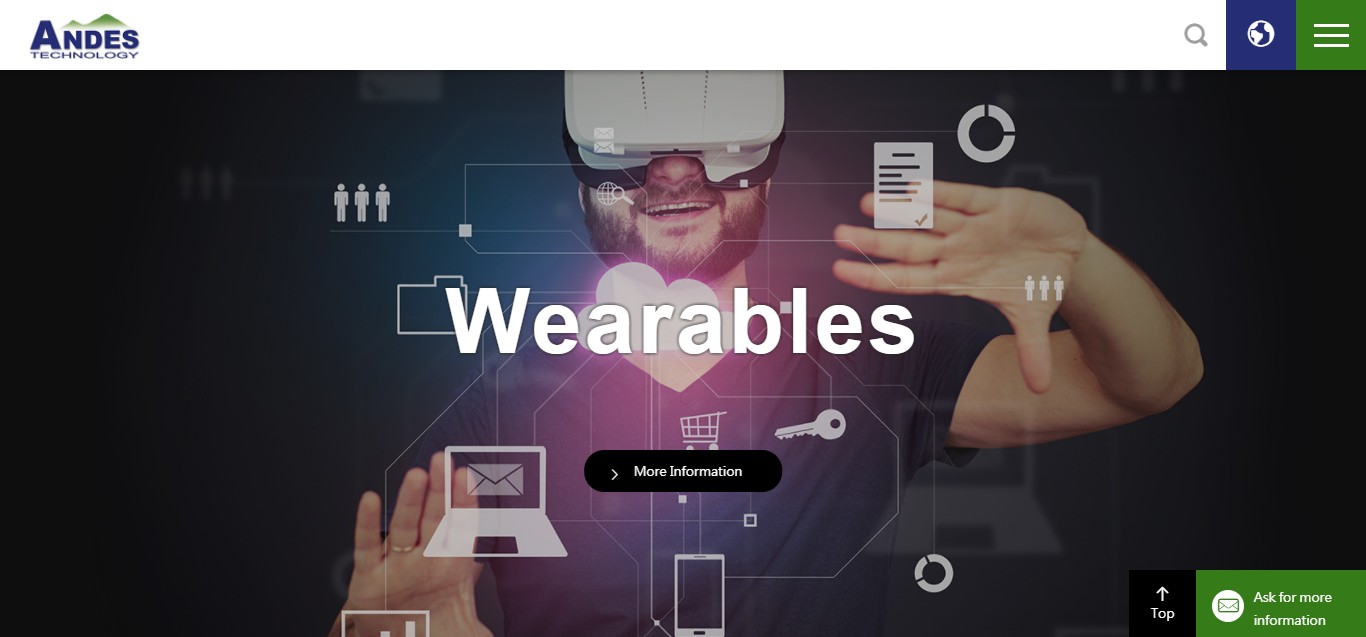 ANDES
TECHNOLOGY
Wearables
More Information
Top
Ask for more
information